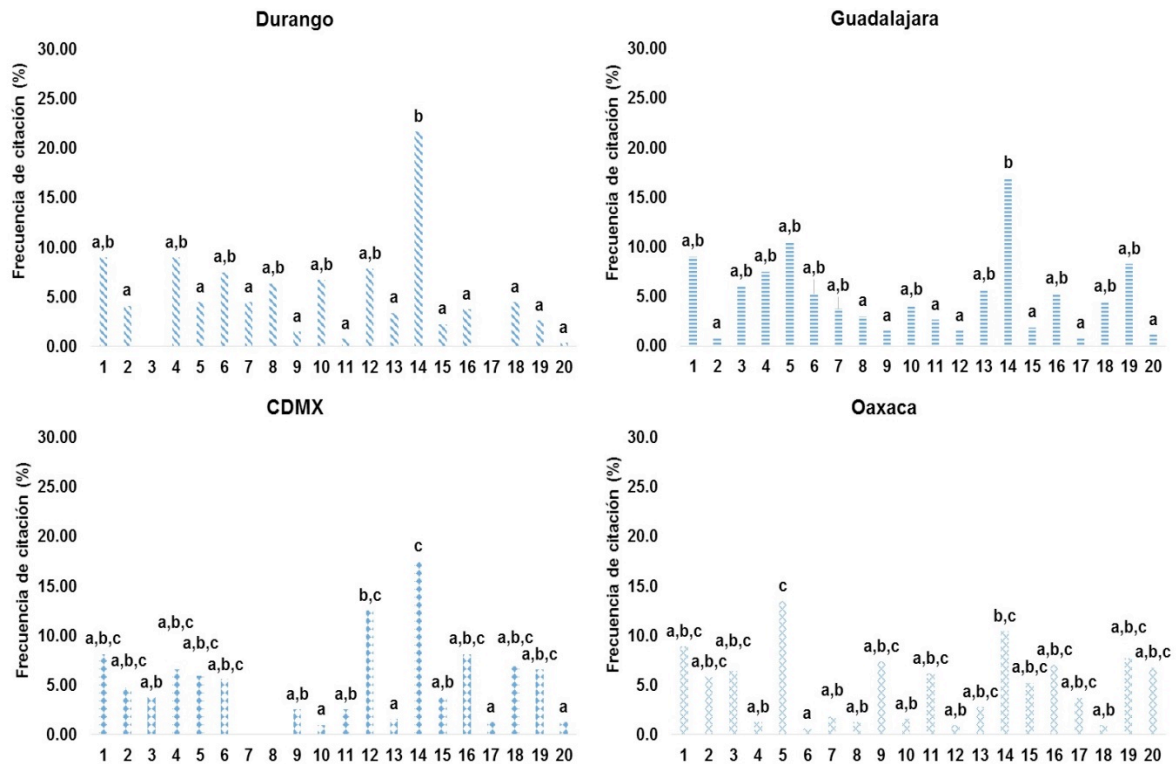 Durango
Frecuencia de citación (%)
30.00
25.00
20.00
15.00
10.00
5.00
0.00
a,b a a,b a a,b a a,b a a,b a a,b a b a a a a a
1 2 3 4 5 6 7 8 9 10 11 12 13 14 15 16 17 18 19 20
Guadalajara
Frecuencia de citación (%)
30.00
25.00
20.00
15.00
10.00
5.00
0.00
a,b a a,b a,b a,b a,b a,b a a a,b a a a,b b a a,b a a,b a,b a
1 2 3 4 5 6 7 8 9 10 11 12 13 14 15 16 17 18 19 20
CDMX
Frecuencia de citación (%)
30.00
25.00
20.00
15.00
10.00
5.00
0.00
a,b,c a,b,c a,b a,b,c a,b,c a,b,c a,b a a,b b,c a c a,b a,b,c a a,b,c a,b,c a
1 2 3 4 5 6 7 8 9 10 11 12 13 14 15 16 17 18 19 20
Oaxaca
Frecuencia de citación (%)
30.0
25.0
20.0
15.0
10.0
5.0
0.0
a,b,c a,b,c a,b,c a,b c a a,b a,b a,b,c a,b a,b,c a,b a,b,c b,c a,b,c a,b,c a,b,c a,b a,b,c a,b,c
1 2 3 4 5 6 7 8 9 10 11 12 13 14 15 16 17 18 19 20